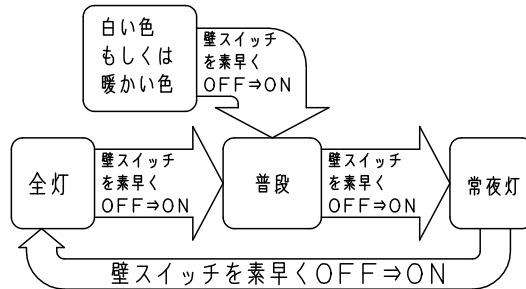 白い色
もしくは
暖かい色
壁スイッチ
を素早く
OFF⇒ON
全灯
壁スイッチ
を素早く
OFF⇒ON
普段
壁スイッチ
を素早く
OFF⇒ON
常夜灯
壁スイッチを素早くOFF⇒ON